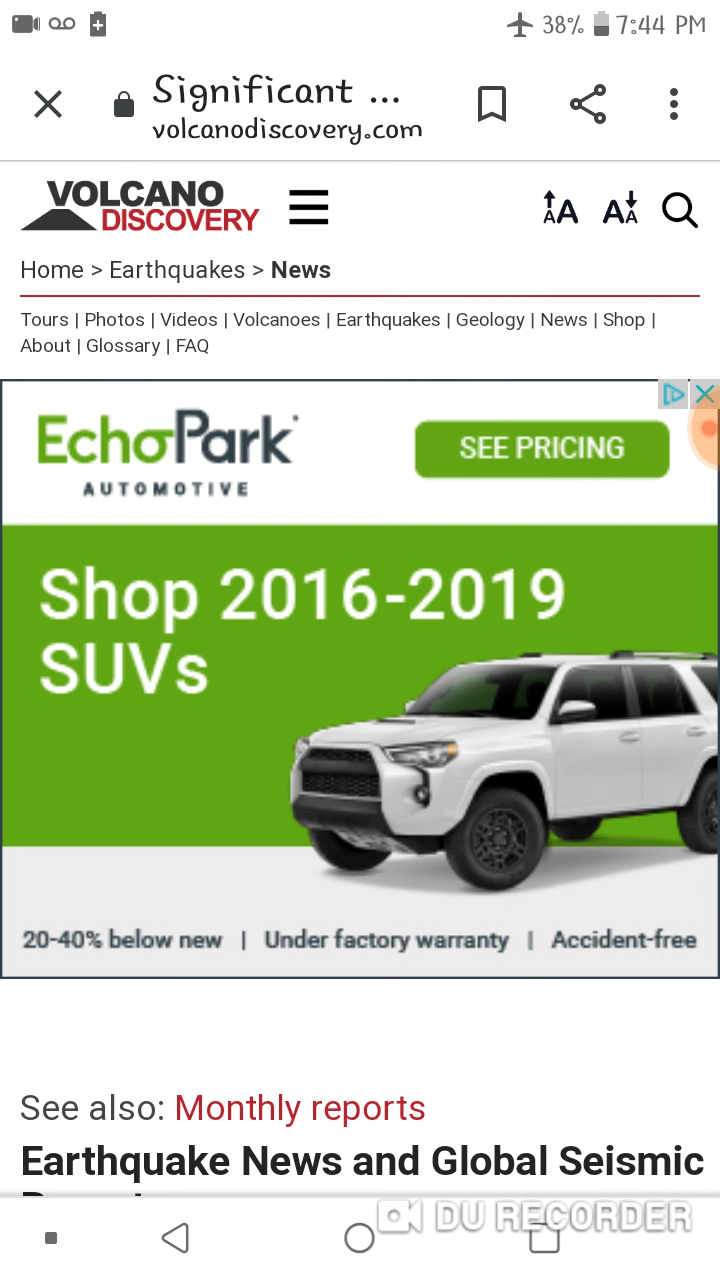 38% 7:44 PM
Significant ...
volcanodiscovery.com
VOLCANO
DISCOVERY
AA AA
Home > Earthquakes > News
Tours | Photos | Videos | Volcanoes | Earthquakes | Geology | News | Shop |
About | Glossary | FAQ
EchoPark
AUTOMOTIVE
SEE PRICING
Shop 2016-2019
SUVs
20-40% below new | Under factory warranty | Accident-free
See also: Monthly reports
Earthquake News and Global Seismic
DU RECORDER